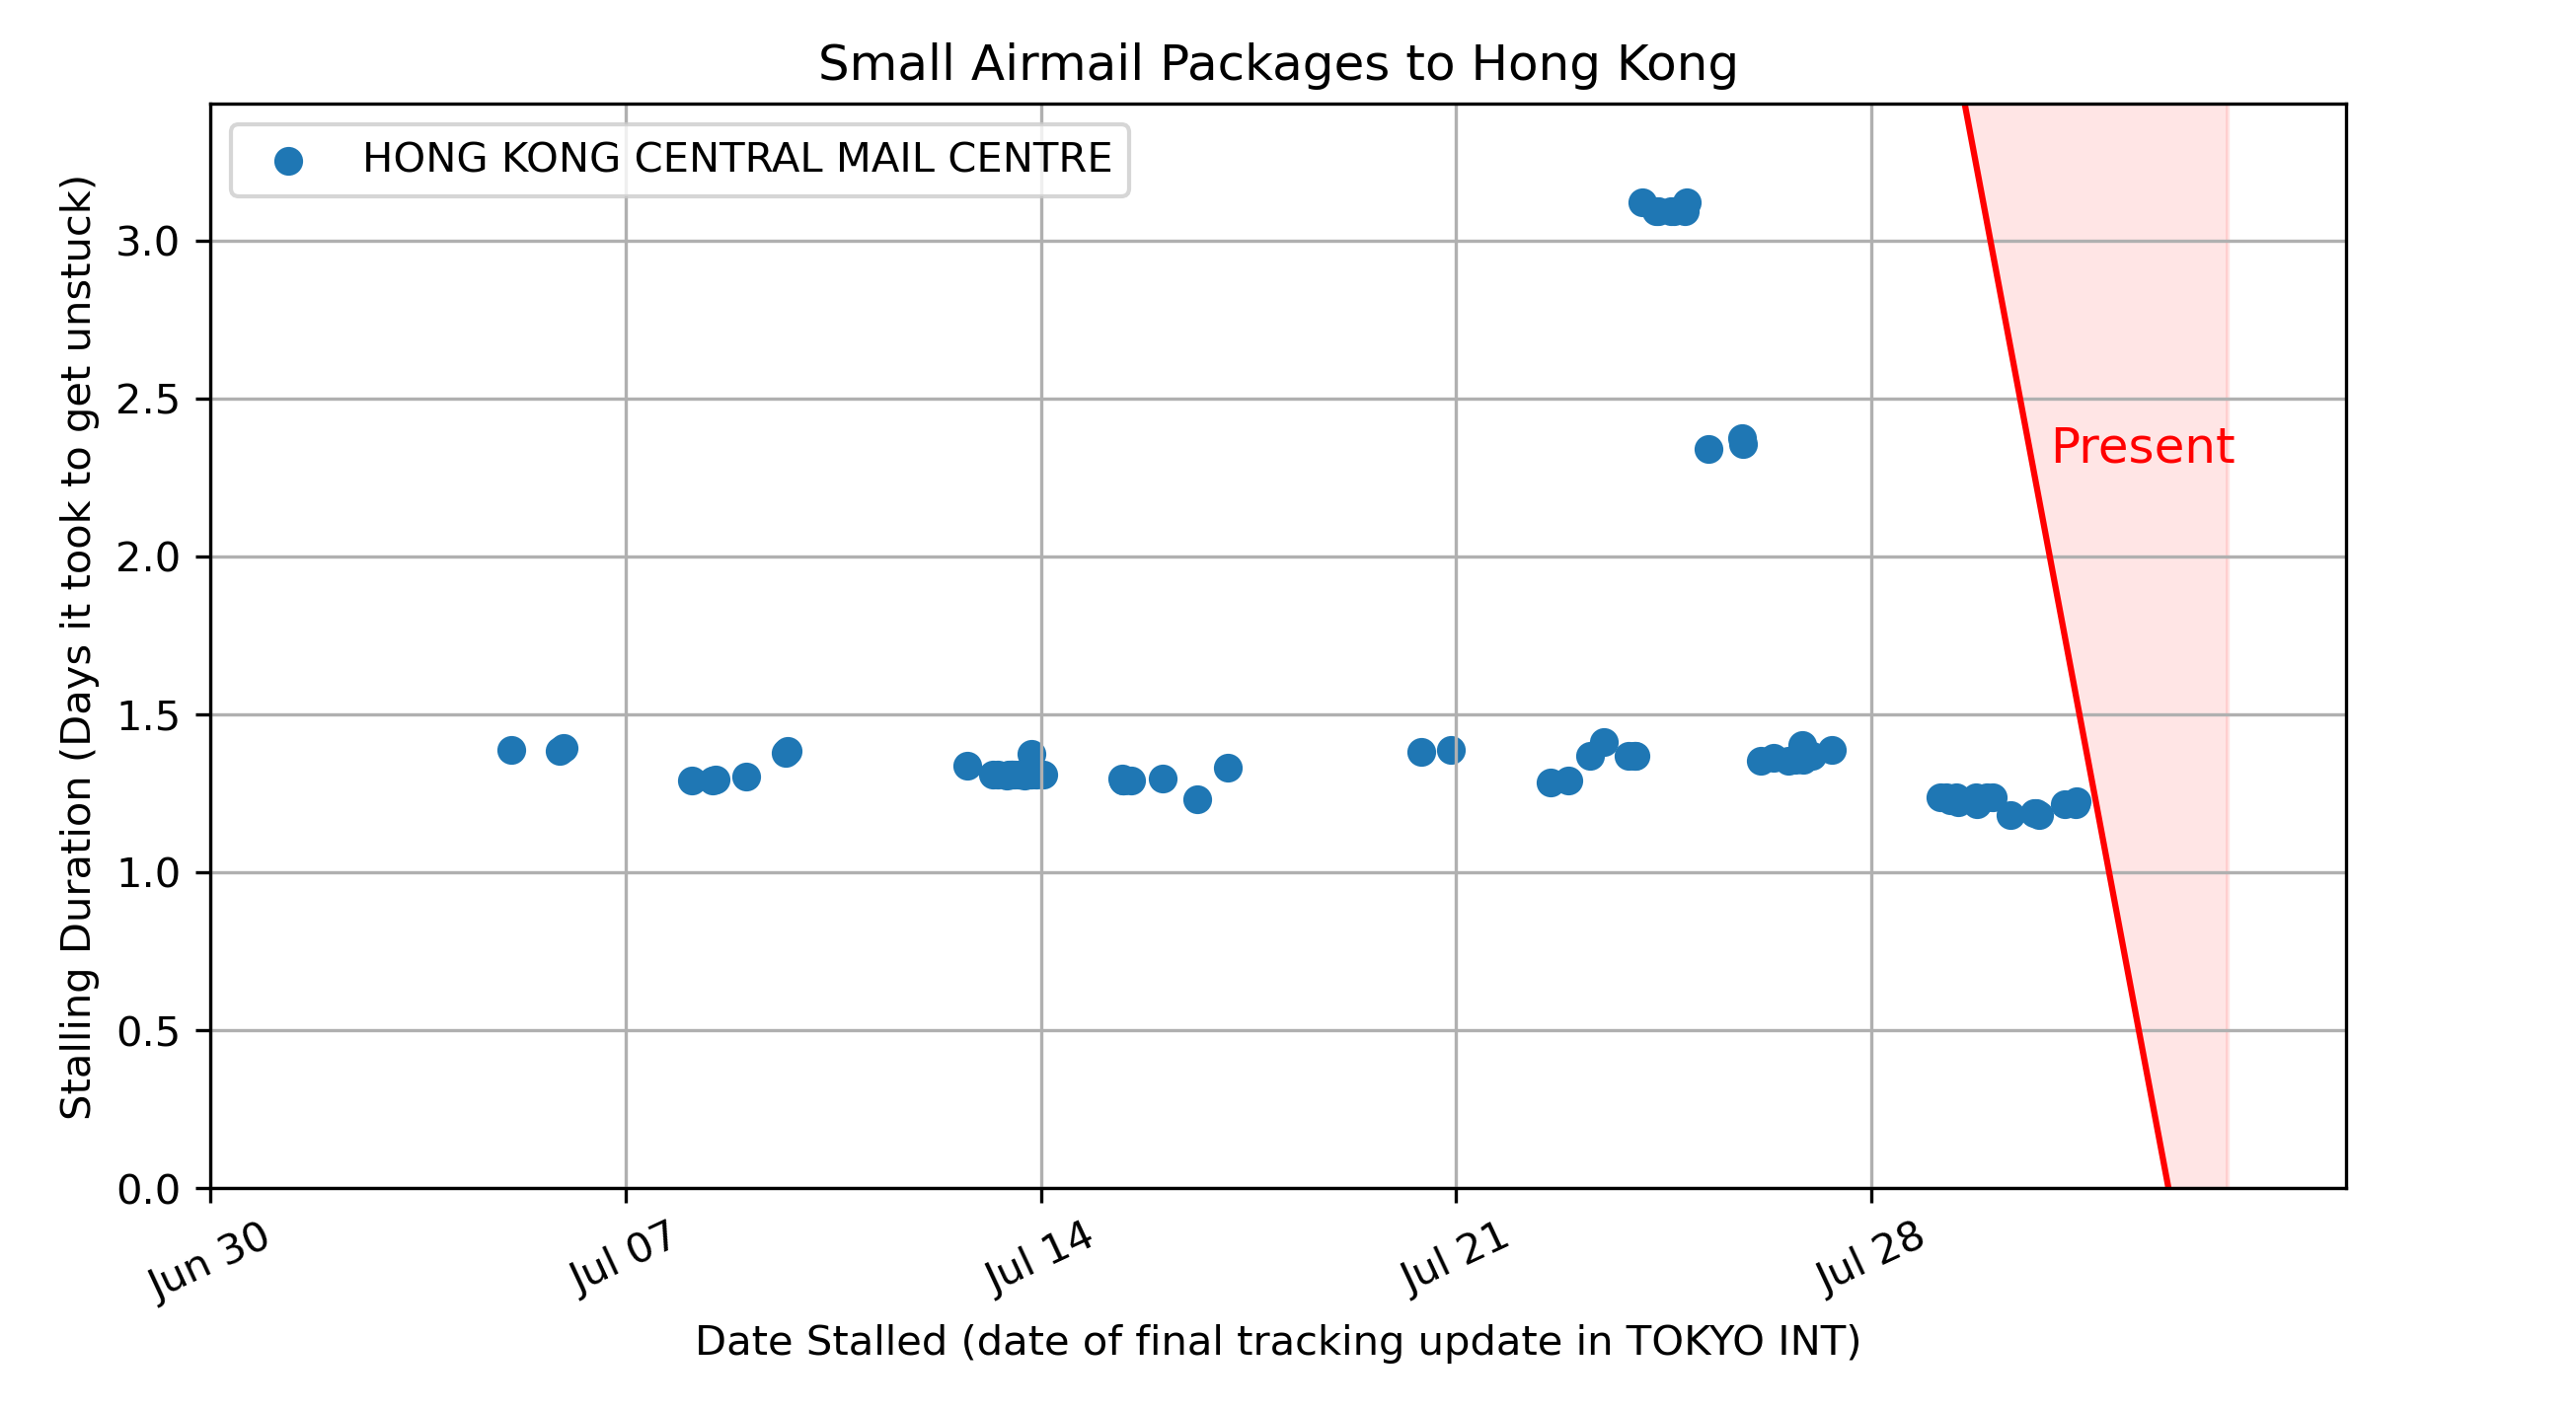 Small Airmail Packages to Hong Kong
HONG KONG CENTRAL MAIL CENTRE
Stalling Duration (Days it took to get unstuck)
3.0
2.5
2.0
1.5
1.0
0.5
0.0
Present
Jun 30
Jul 07
Jul 14
Jul 21
Jul 28
Date Stalled (date of final tracking update in TOKYO INT)